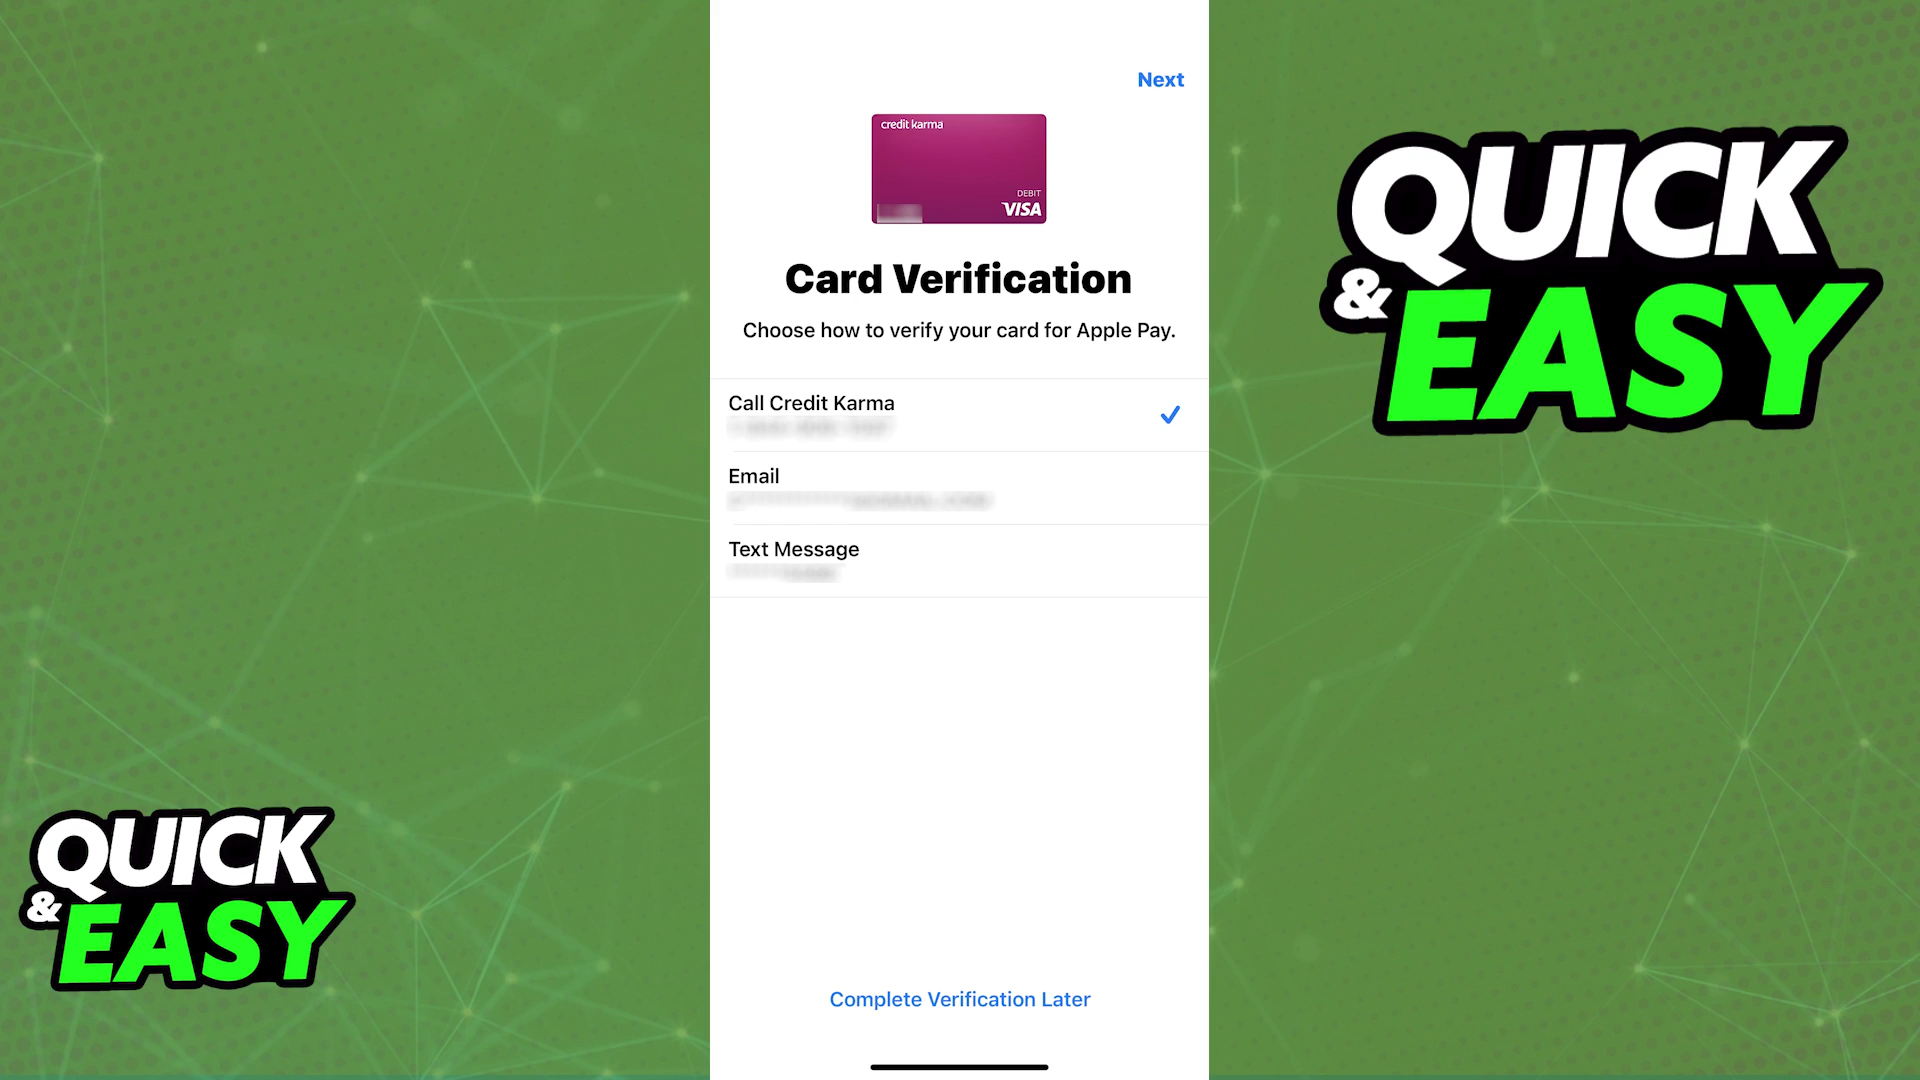 Next
credit karma
DEBIT
VISA
Card Verification
Choose how to verify your card for Apple Pay.
Call Credit Karma
Email
Text Message
Complete Verification Later
QUICK
& EASY
QUICK
& EASY